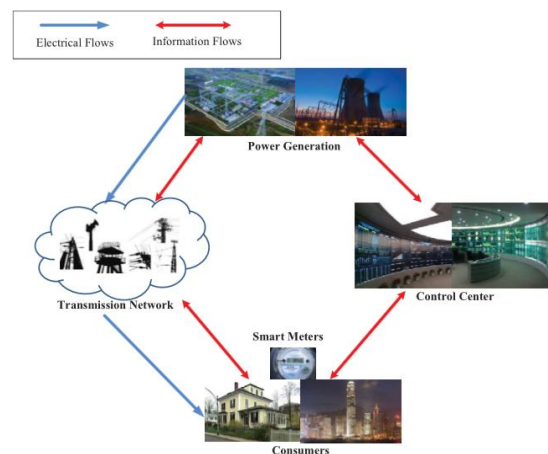 Electrical Flows
Information Flows
Power Generation
Transmission Network
Control Center
Smart Meters
Consumers